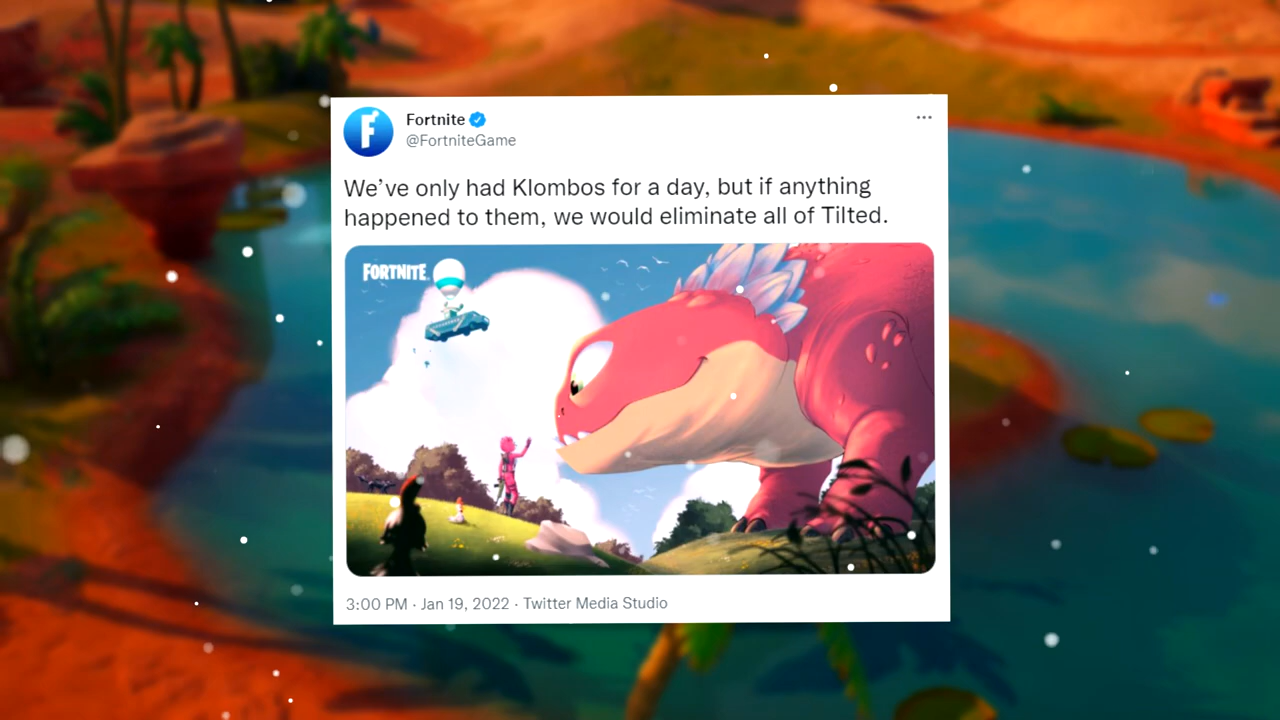 Fortnite
@FortniteGame
We’ve only had Klombos for a day, but if anything
happened to them, we would eliminate all of Tilted.
FORTNITE
3:00 PM · Jan 19, 2022 · Twitter Media Studio